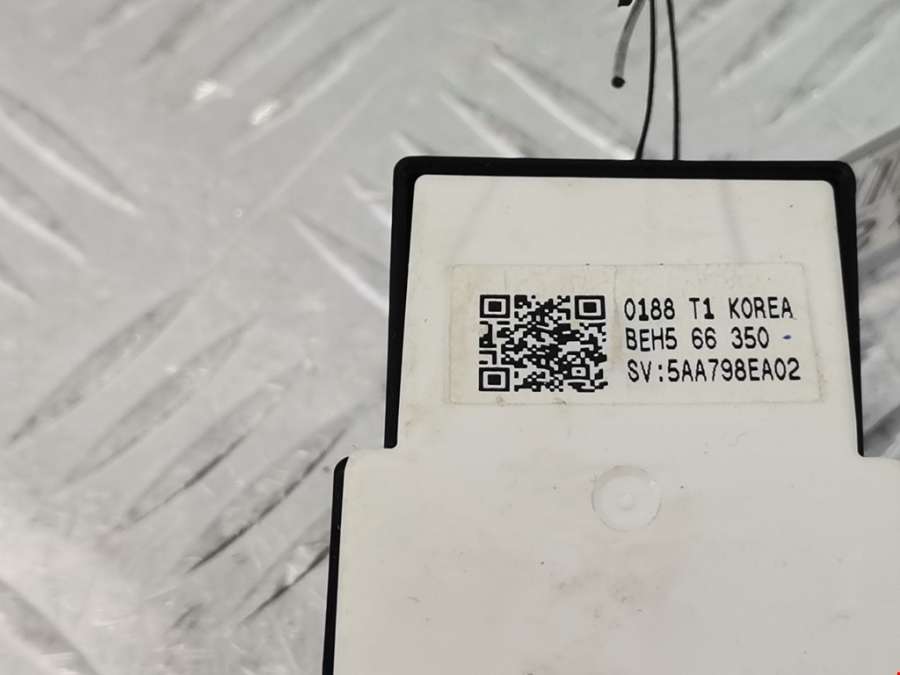 0188 T1 KOREA
BEH5 66 350 -
SV:5AA798EA02